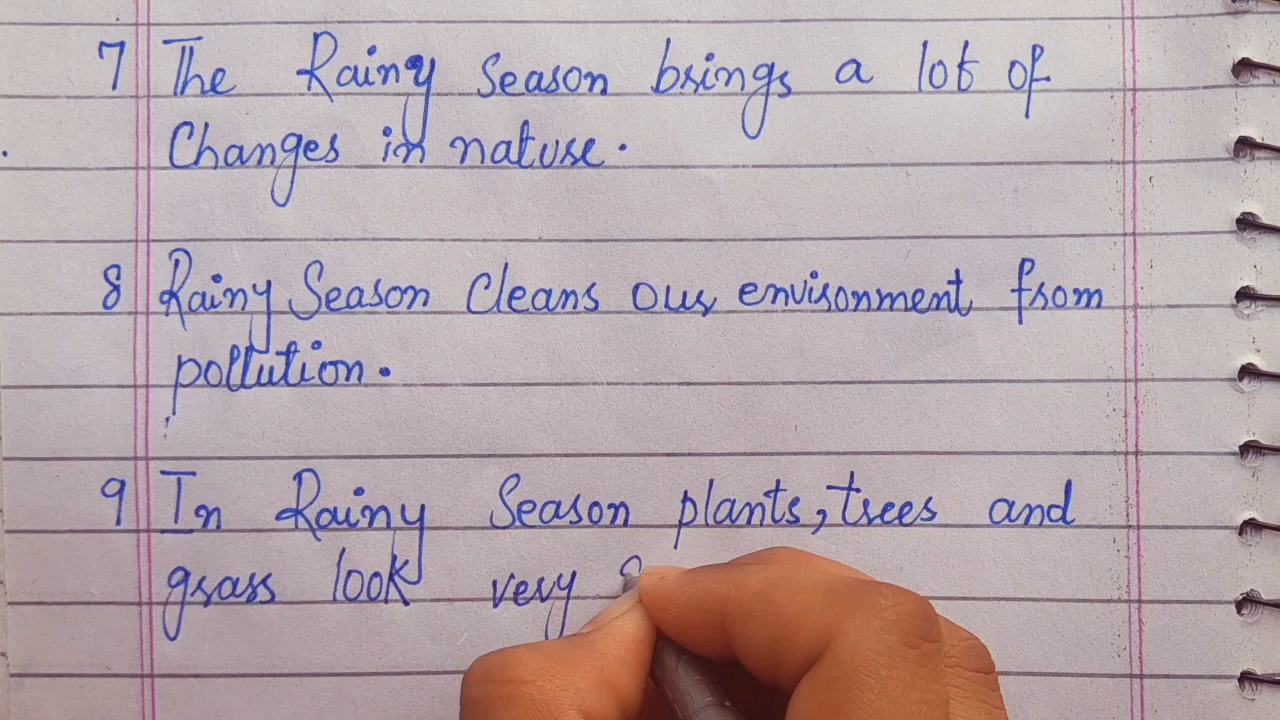 7 The Rainy Season brings a lot of
Changes in nature.
8 Rainy Season Cleans our environment from
pollution.
9 In Rainy Season plants, trees and
grass look very